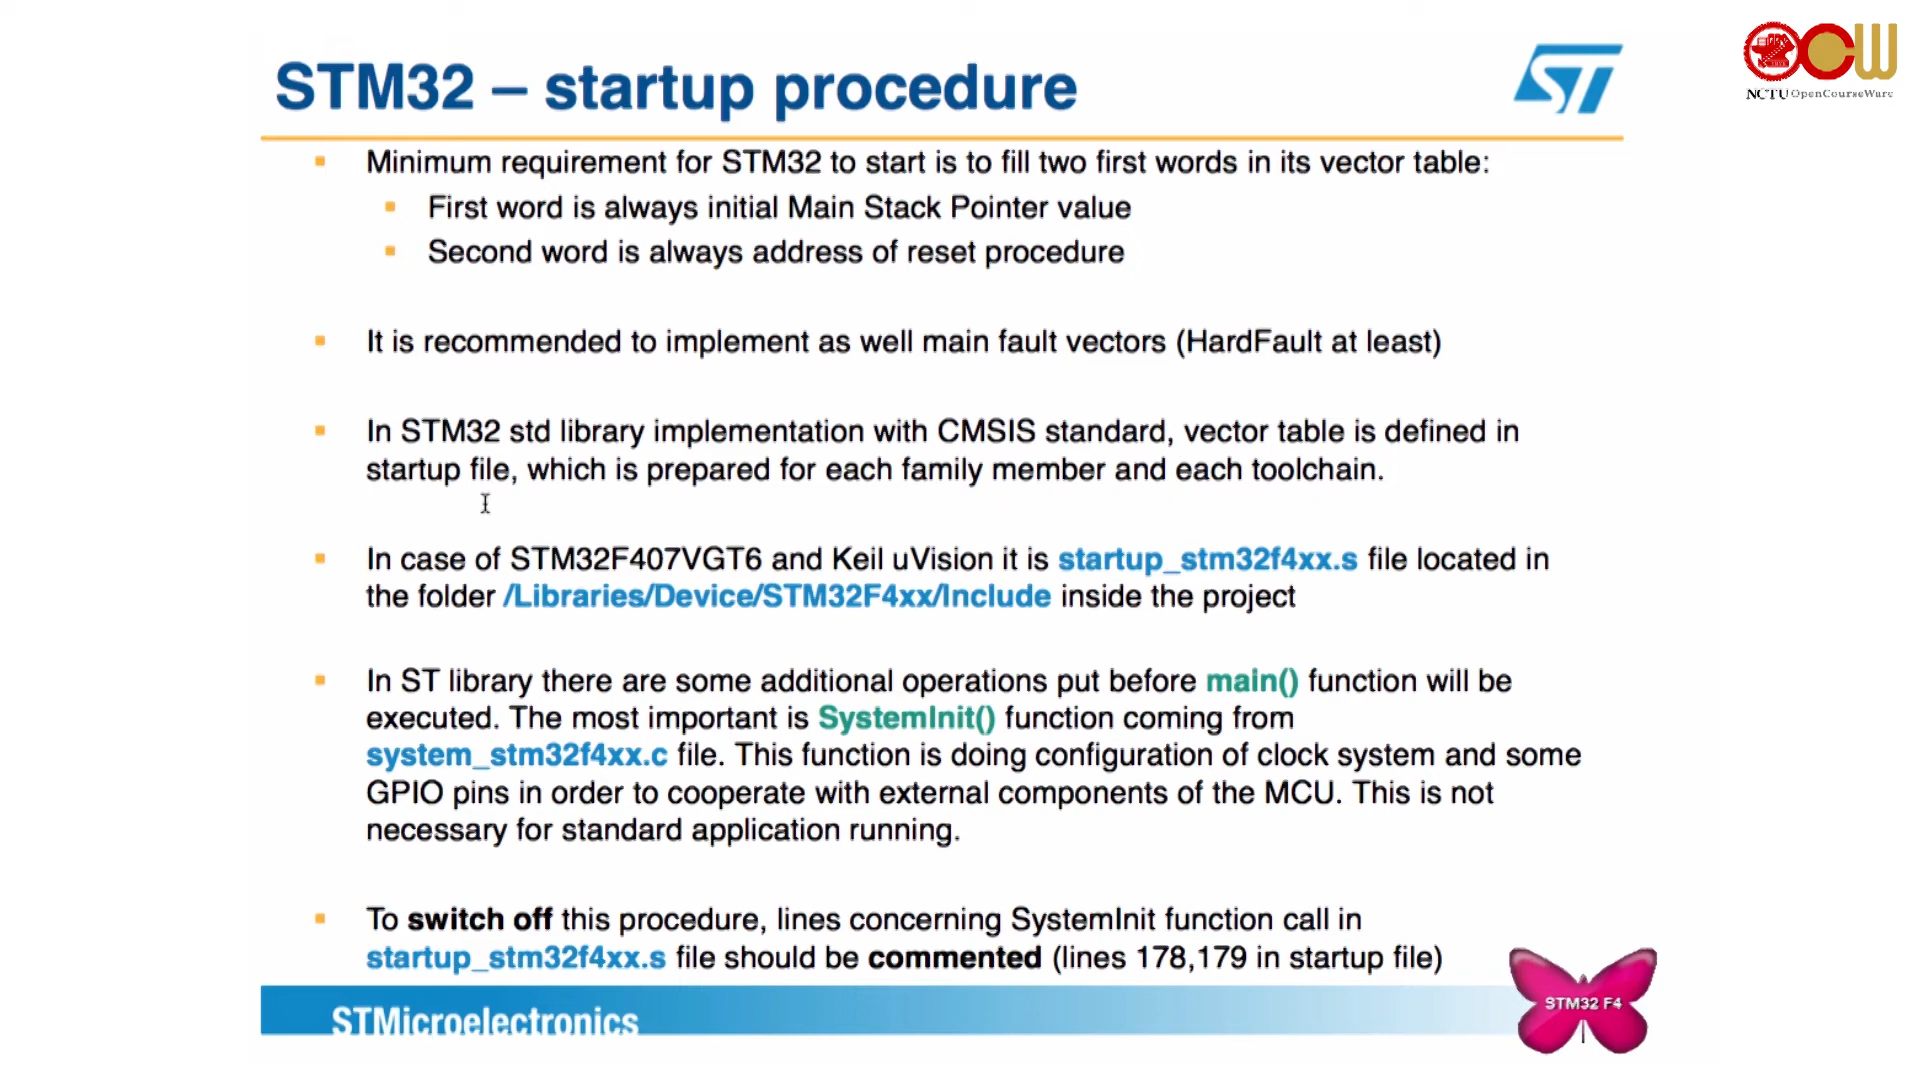 STM32 – startup procedure
ST
NCTU OpenCourseWare
Minimum requirement for STM32 to start is to fill two first words in its vector table:
First word is always initial Main Stack Pointer value
Second word is always address of reset procedure
It is recommended to implement as well main fault vectors (HardFault at least)
In STM32 std library implementation with CMSIS standard, vector table is defined in
startup file, which is prepared for each family member and each toolchain.
In case of STM32F407VGT6 and Keil uVision it is startup_stm32f4xx.s file located in
the folder /Libraries/Device/STM32F4xx/Include inside the project
In ST library there are some additional operations put before main() function will be
executed. The most important is SystemInit() function coming from
system_stm32f4xx.c file. This function is doing configuration of clock system and some
GPIO pins in order to cooperate with external components of the MCU. This is not
necessary for standard application running.
To switch off this procedure, lines concerning SystemInit function call in
startup_stm32f4xx.s file should be commented (lines 178,179 in startup file)
STMicroelectronics
STM32 F4